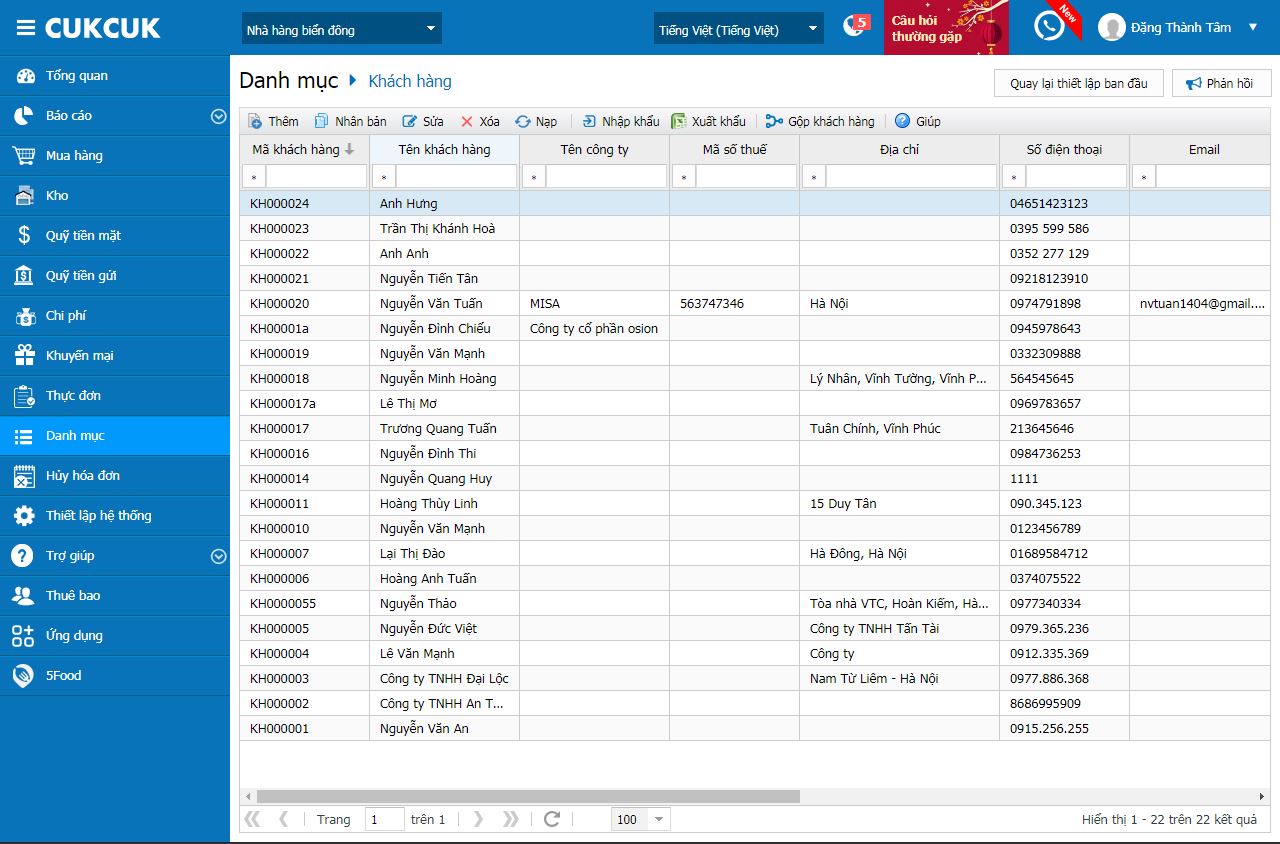 CUKCUK
Nhà hàng biển đông
Tiếng Việt (Tiếng Việt)
5
Câu hỏi
thường gặp
New
Đặng Thành Tâm
Tổng quan
Báo cáo
Mua hàng
Kho
Quỹ tiền mặt
Quỹ tiền gửi
Chi phí
Khuyến mại
Thực đơn
Danh mục
Hủy hóa đơn
Thiết lập hệ thống
Trợ giúp
Thuê bao
Ứng dụng
5Food
Danh mục Khách hàng
Quay lại thiết lập ban đầu
Phản hồi
Thêm Nhân bản Sửa Xóa Nạp Nhập khẩu Xuất khẩu Gộp khách hàng Giúp
Mã khách hàng Tên khách hàng Tên công ty Mã số thuế Địa chỉ Số điện thoại Email
* * * * * * *
KH000024 Anh Hưng 04651423123
KH000023 Trần Thị Khánh Hoà 0395 599 586
KH000022 Anh Anh 0352 277 129
KH000021 Nguyễn Tiến Tân 09218123910
KH000020 Nguyễn Văn Tuấn MISA 563747346 Hà Nội 0974791898 nvtuan1404@gmail....
KH00001a Nguyễn Đình Chiểu Công ty cổ phần osion 0945978643
KH000019 Nguyễn Văn Mạnh 0332309888
KH000018 Nguyễn Minh Hoàng Lý Nhân, Vĩnh Tường, Vĩnh P... 564545645
KH000017a Lê Thị Mơ 0969783657
KH000017 Trương Quang Tuấn Tuân Chính, Vĩnh Phúc 213645646
KH000016 Nguyễn Đình Thi 0984736253
KH000014 Nguyễn Quang Huy 1111
KH000011 Hoàng Thùy Linh 15 Duy Tân 090.345.123
KH000010 Nguyễn Văn Mạnh 0123456789
KH000007 Lại Thị Đào Hà Đông, Hà Nội 01689584712
KH000006 Hoàng Anh Tuấn 0374075522
KH0000055 Nguyễn Thảo Tòa nhà VTC, Hoàn Kiếm, Hà... 0977340334
KH000005 Nguyễn Đức Việt Công ty TNHH Tấn Tài 0979.365.236
KH000004 Lê Văn Mạnh Công ty 0912.335.369
KH000003 Công ty TNHH Đại Lộc Nam Từ Liêm - Hà Nội 0977.886.368
KH000002 Công ty TNHH An T... 8686995909
KH000001 Nguyễn Văn An 0915.256.255
Trang 1 trên 1 100 Hiển thị 1 - 22 trên 22 kết quả